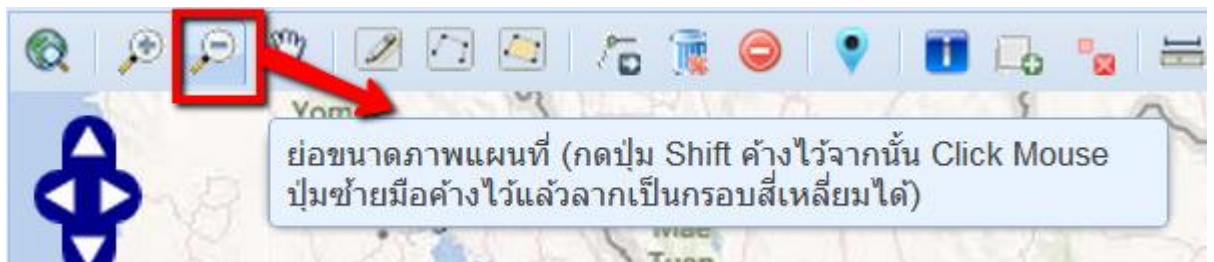 Yom
ย่อขนาดภาพแผนที่ (กดปุ่ม Shift ค้างไว้จากนั้น Click Mouse
ปุ่มซ้ายมือค้างไว้แล้วลากเป็นกรอบสี่เหลี่ยมได้)
Mae
Tuan